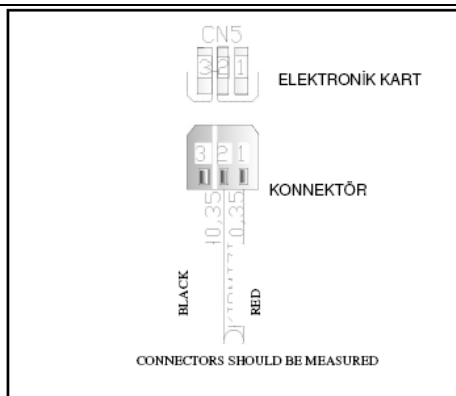 CN5
3 2 1
ELEKTRONİK KART
3 2 1
KONNEKTÖR
0,35
0,35
BLACK
RED
CONNECTORS SHOULD BE MEASURED